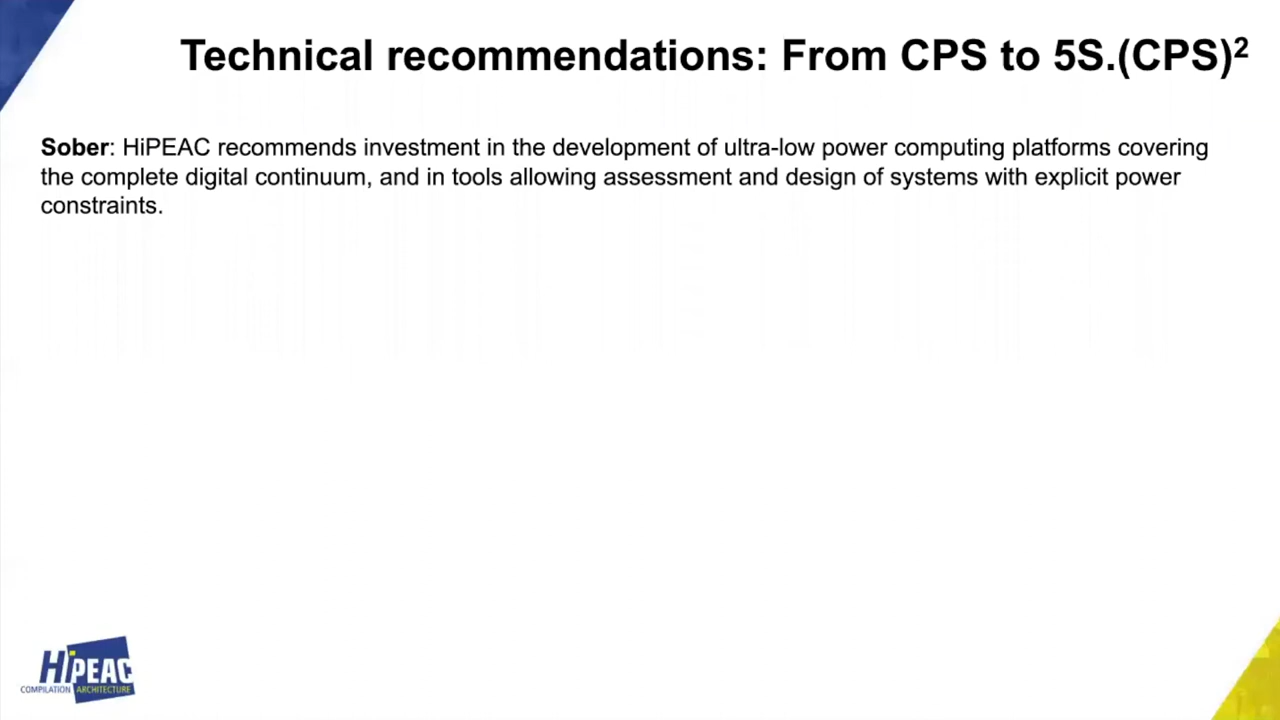 Technical recommendations: From CPS to 5S.(CPS)²
Sober: HiPEAC recommends investment in the development of ultra-low power computing platforms covering
the complete digital continuum, and in tools allowing assessment and design of systems with explicit power
constraints.
HiPEAC
COMPILATION ARCHITECTURE